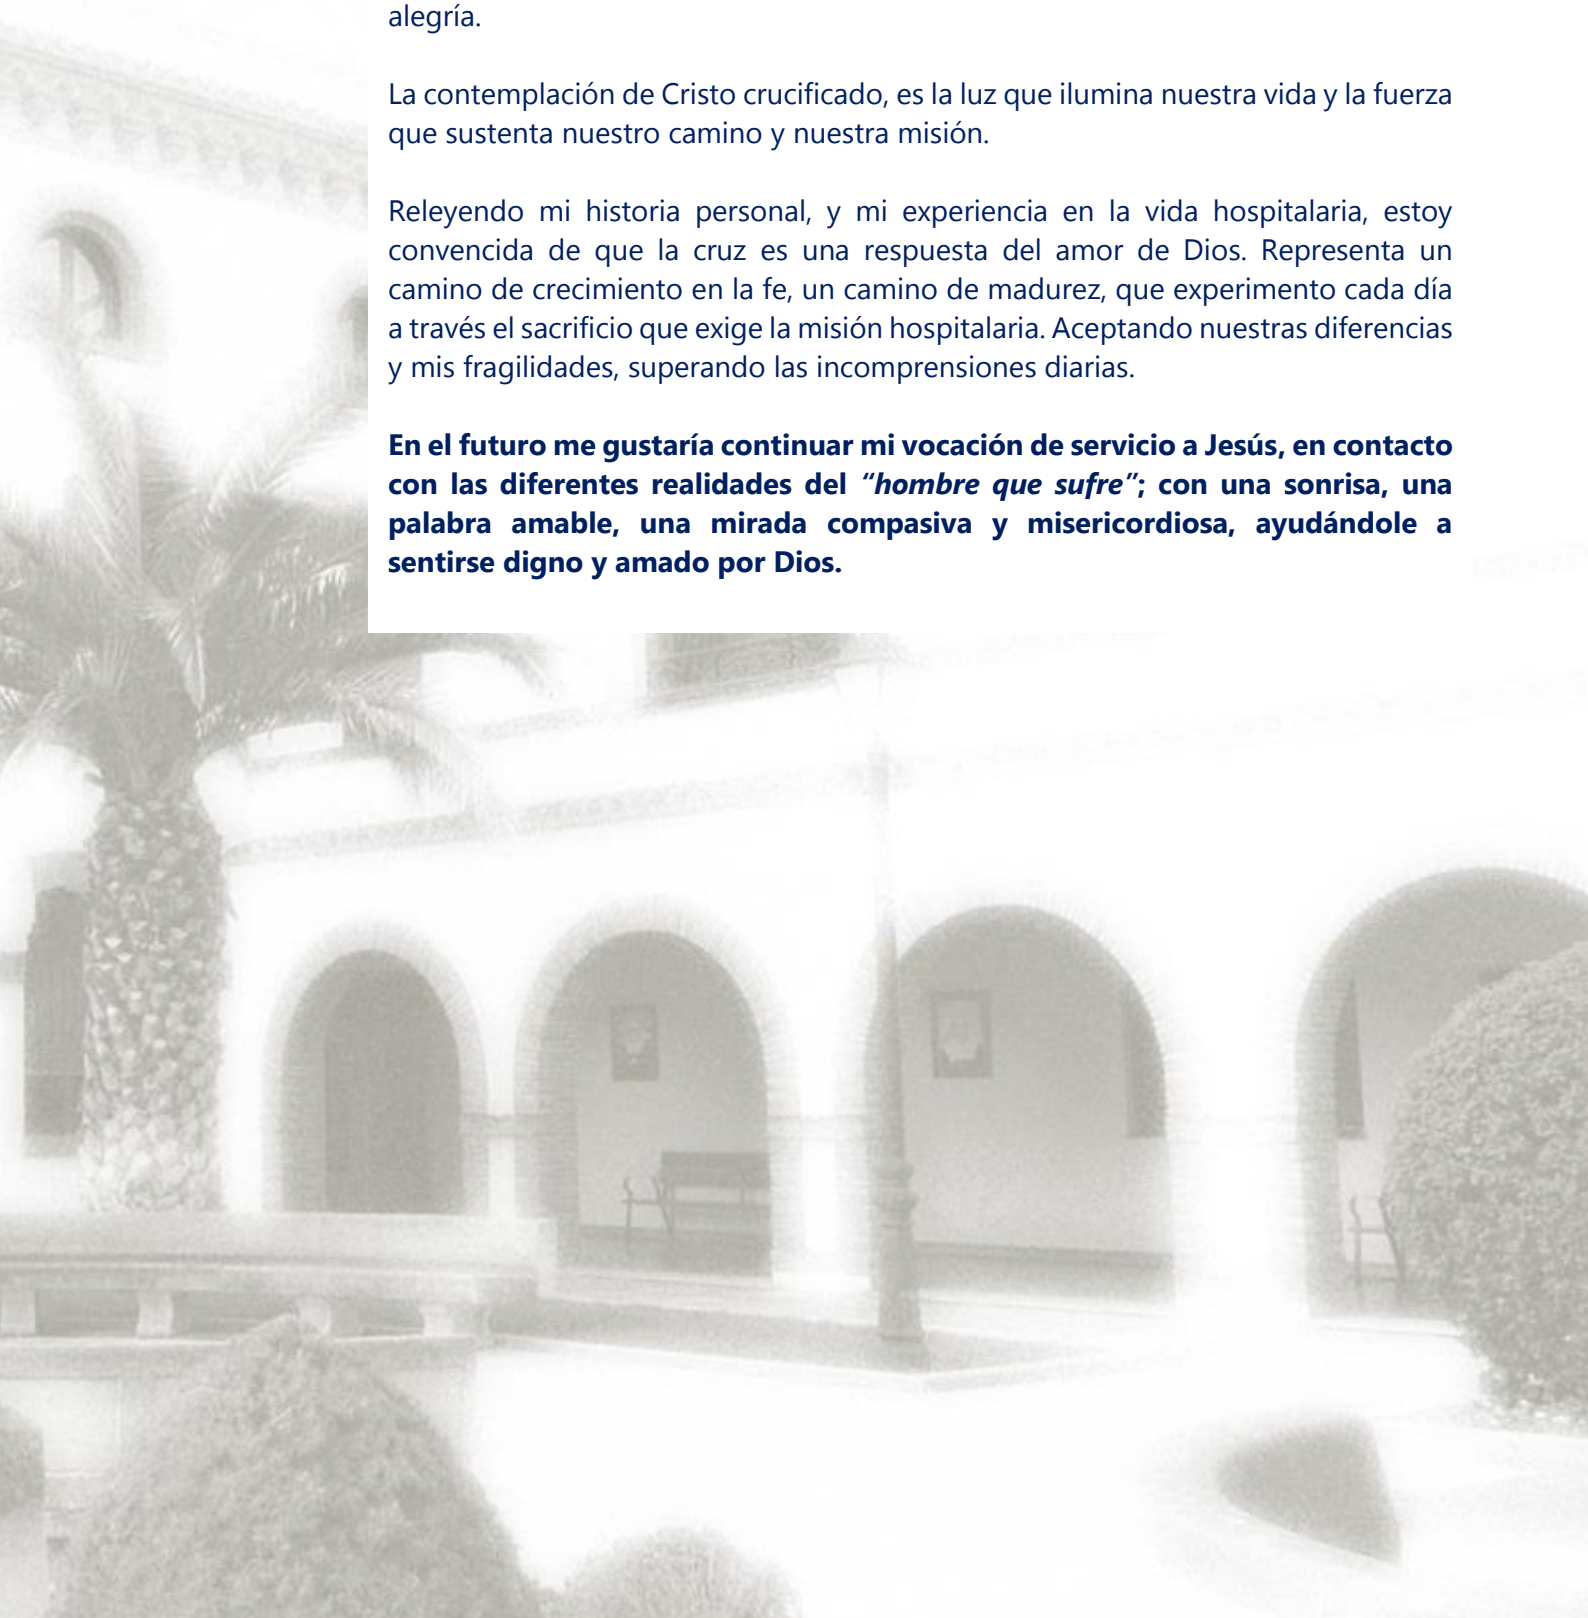 alegría.
La contemplación de Cristo crucificado, es la luz que ilumina nuestra vida y la fuerza
que sustenta nuestro camino y nuestra misión.
Releyendo mi historia personal, y mi experiencia en la vida hospitalaria, estoy
convencida de que la cruz es una respuesta del amor de Dios. Representa un
camino de crecimiento en la fe, un camino de madurez, que experimento cada día
a través el sacrificio que exige la misión hospitalaria. Aceptando nuestras diferencias
y mis fragilidades, superando las incomprensiones diarias.
En el futuro me gustaría continuar mi vocación de servicio a Jesús, en contacto
con las diferentes realidades del “hombre que sufre”; con una sonrisa, una
palabra amable, una mirada compasiva y misericordiosa, ayudándole a
sentirse digno y amado por Dios.